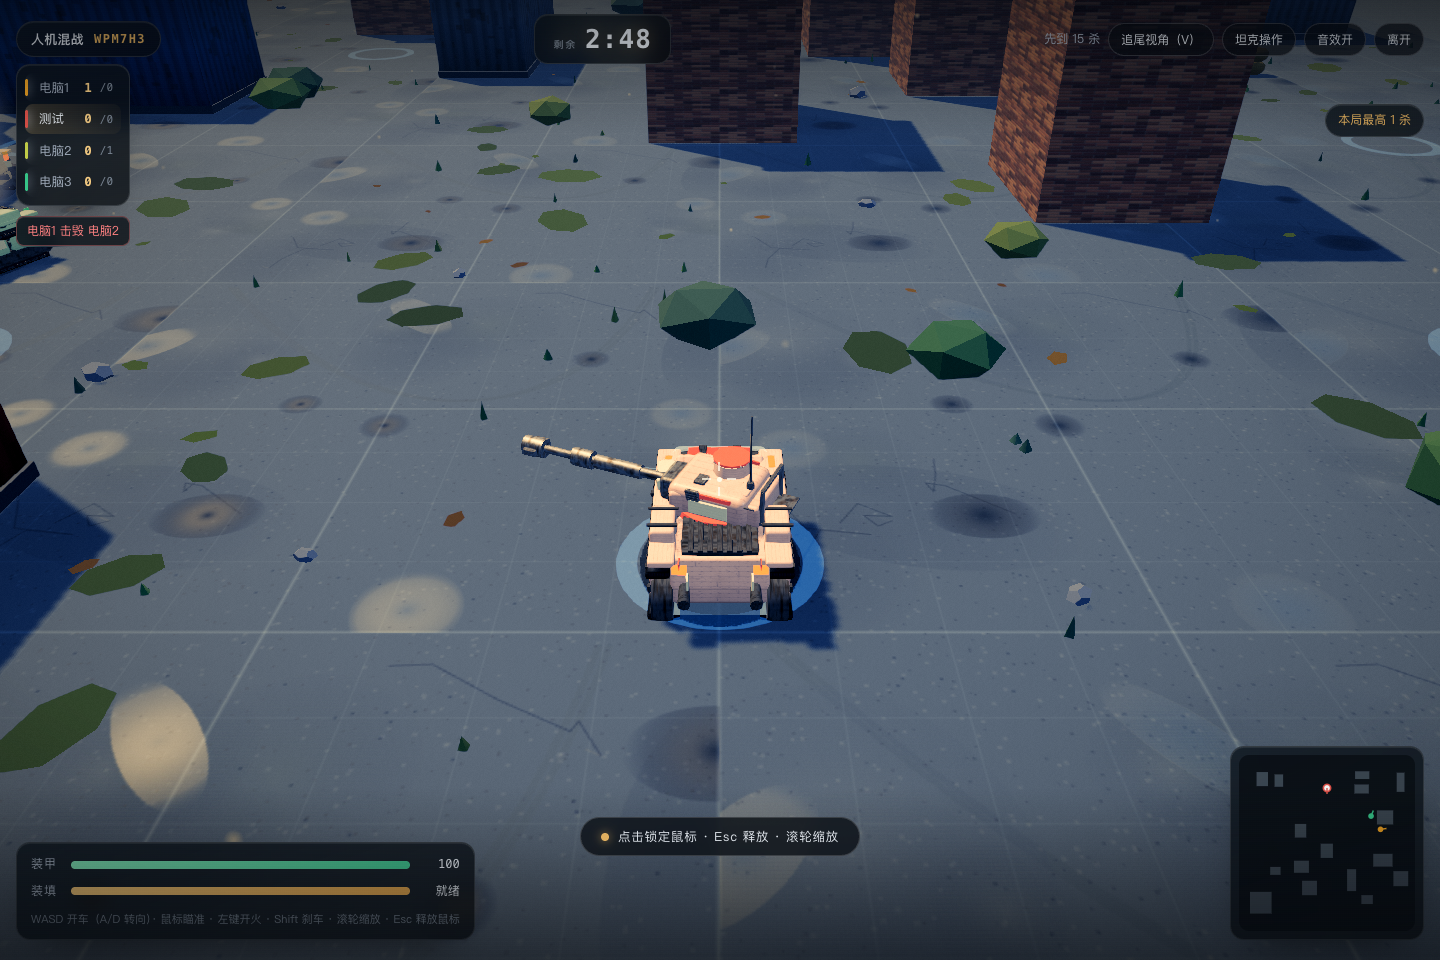 人机混战 WPM7H3
剩余 2:48
先到 15 杀 追尾视角（V） 坦克操作 音效开 离开
电脑1 1 /0
测试 0 /0
电脑2 0 /1
电脑3 0 /0
本局最高 1 杀
电脑1 击毁 电脑2
点击锁定鼠标 · Esc 释放 · 滚轮缩放
装甲 100
装填 就绪
WASD 开车（A/D 转向）· 鼠标瞄准 · 左键开火 · Shift 刹车 · 滚轮缩放 · Esc 释放鼠标